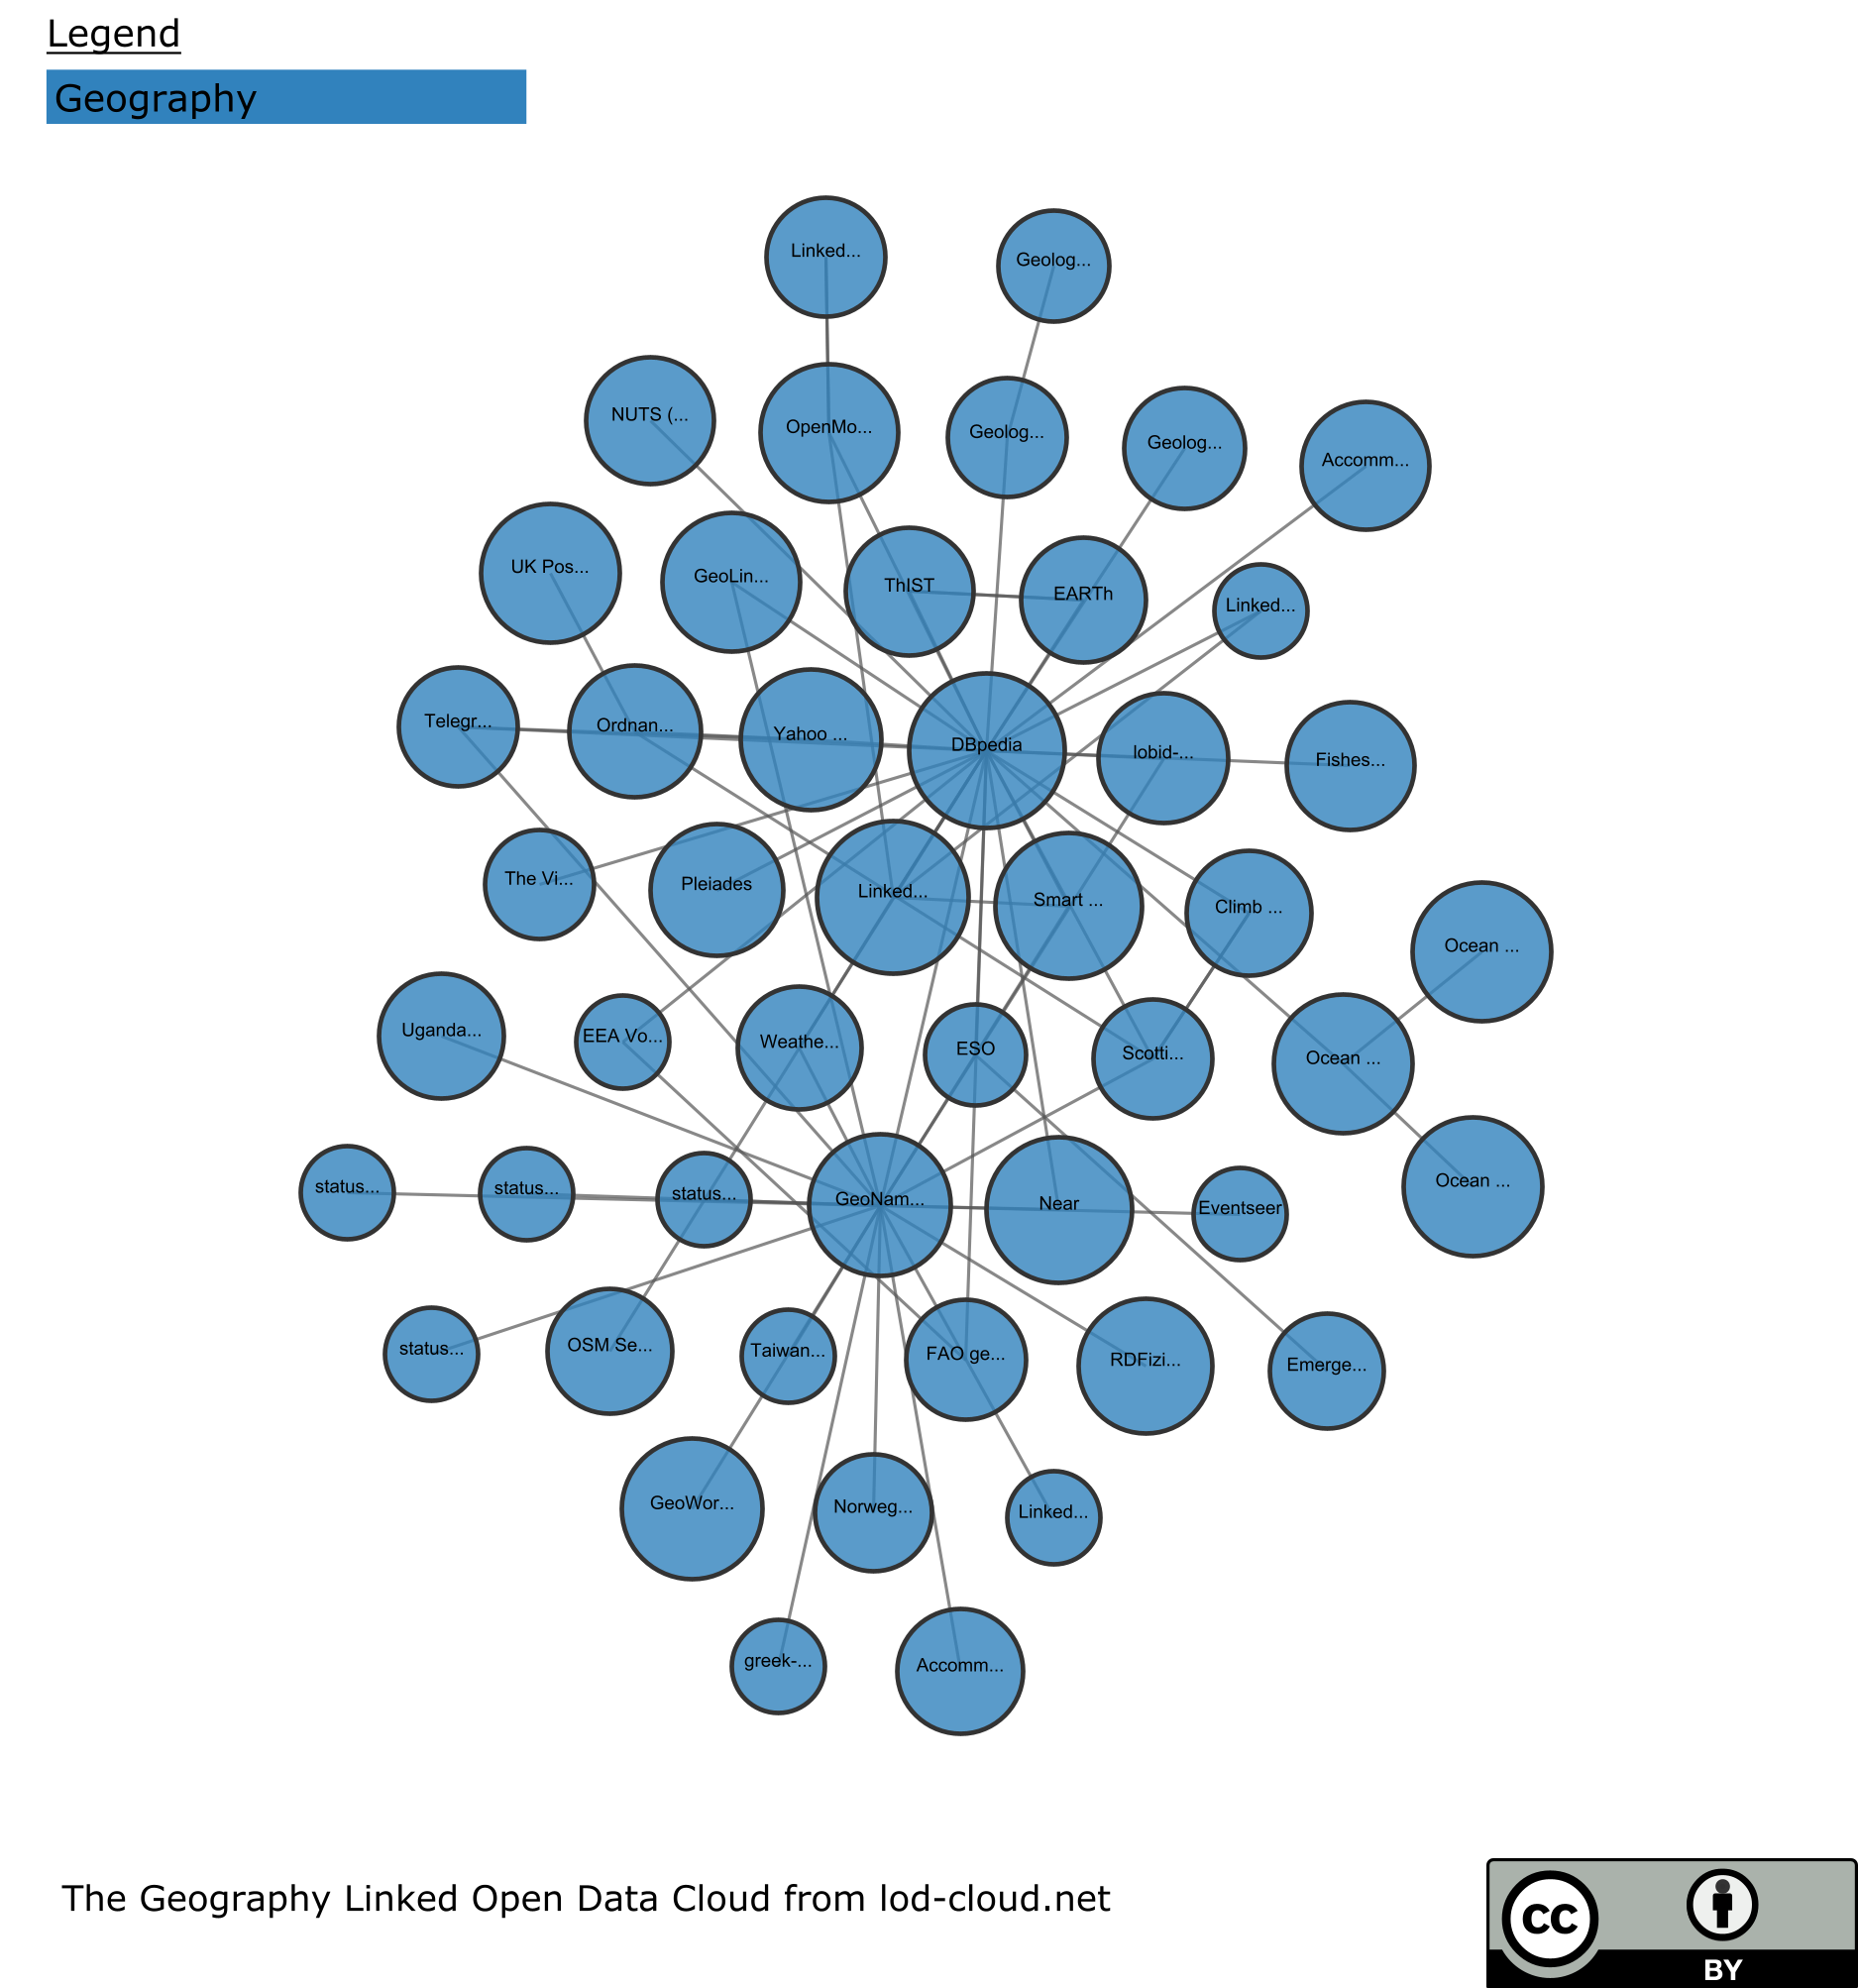 Legend
Geography
Linked...
Geolog...
NUTS (...
OpenMo...
Geolog...
Geolog...
Accomm...
UK Pos...
GeoLin...
ThIST
EARTh
Linked...
Telegr...
Ordnan...
Yahoo ...
DBpedia
lobid-...
Fishes...
The Vi...
Pleiades
Linked...
Smart ...
Climb ...
Ocean ...
Uganda...
EEA Vo...
Weathe...
ESO
Scotti...
Ocean ...
status...
status...
status...
GeoNam...
Near
Eventseer
Ocean ...
status...
OSM Se...
Taiwan...
FAO ge...
RDFizi...
Emerge...
GeoWor...
Norweg...
Linked...
greek-...
Accomm...
The Geography Linked Open Data Cloud from lod-cloud.net
cc
BY